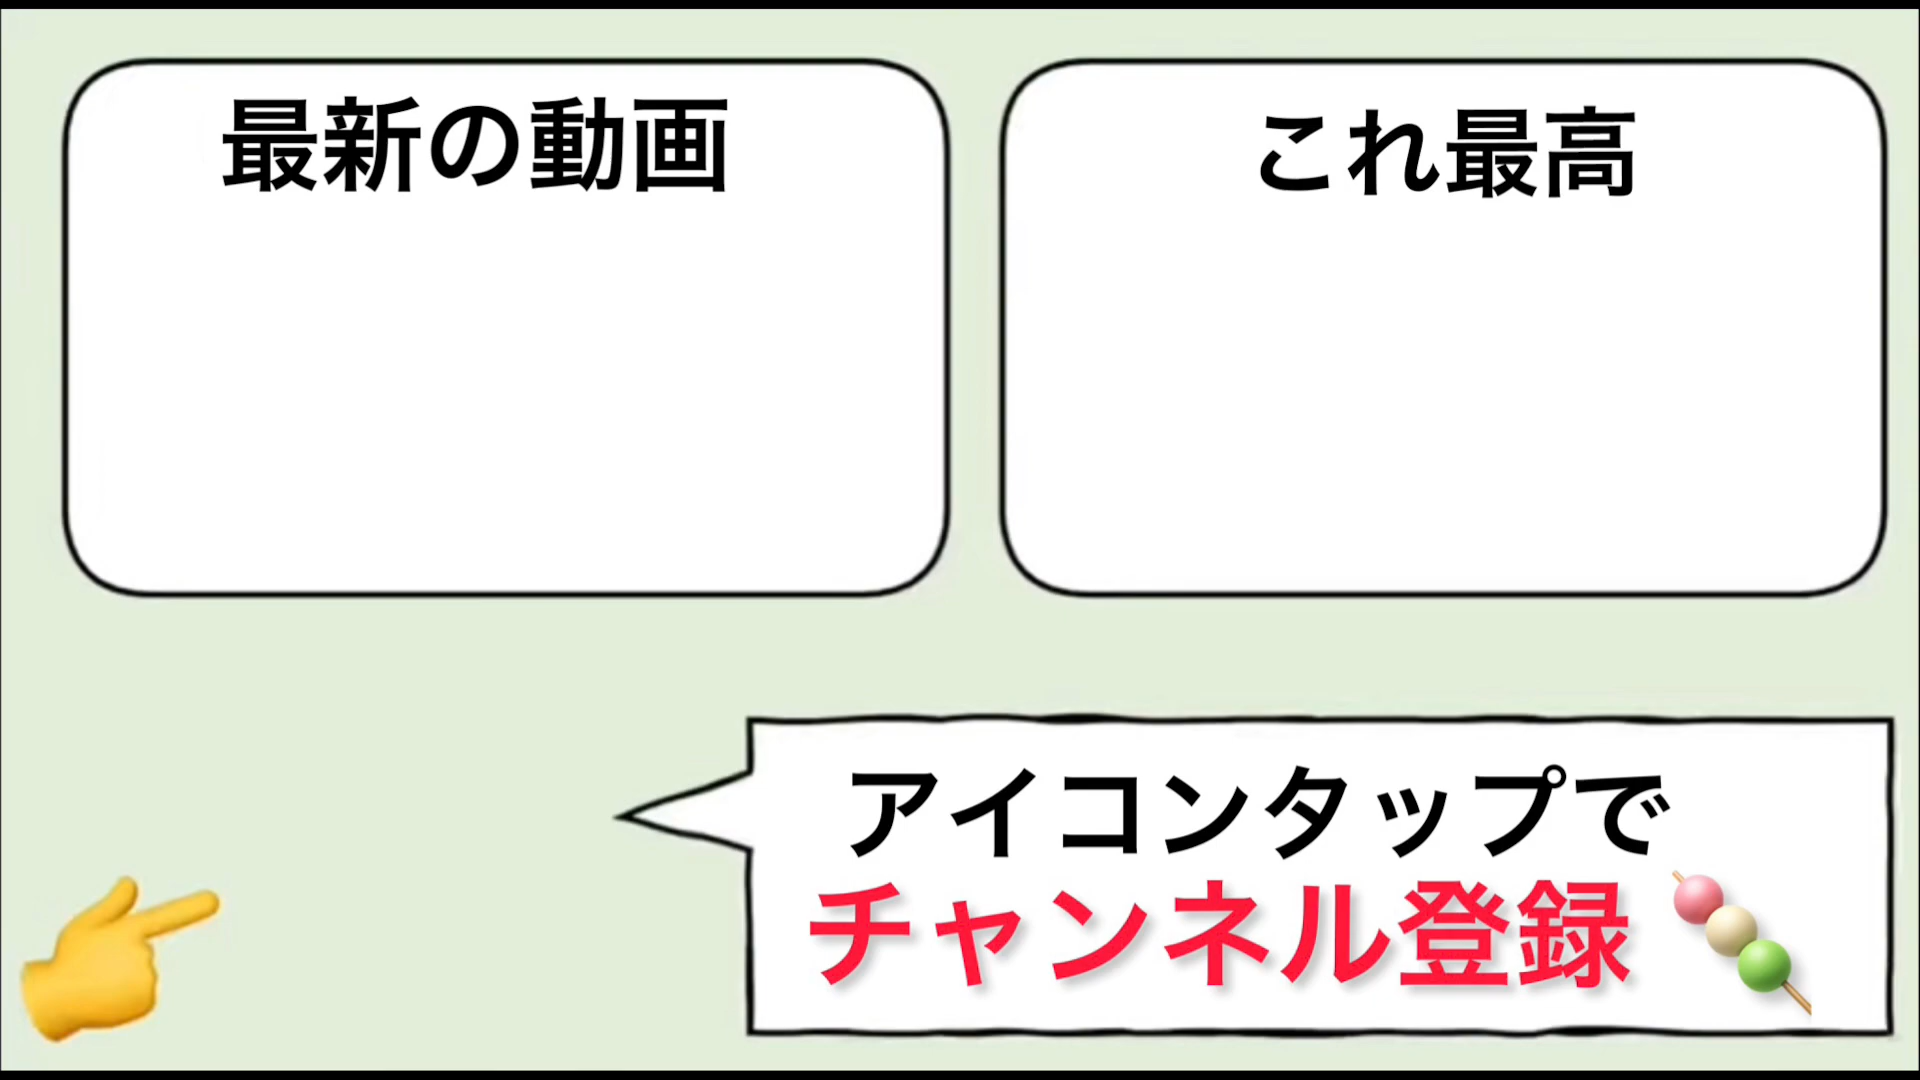 最新の動画
これ最高
アイコンタップで
チャンネル登録